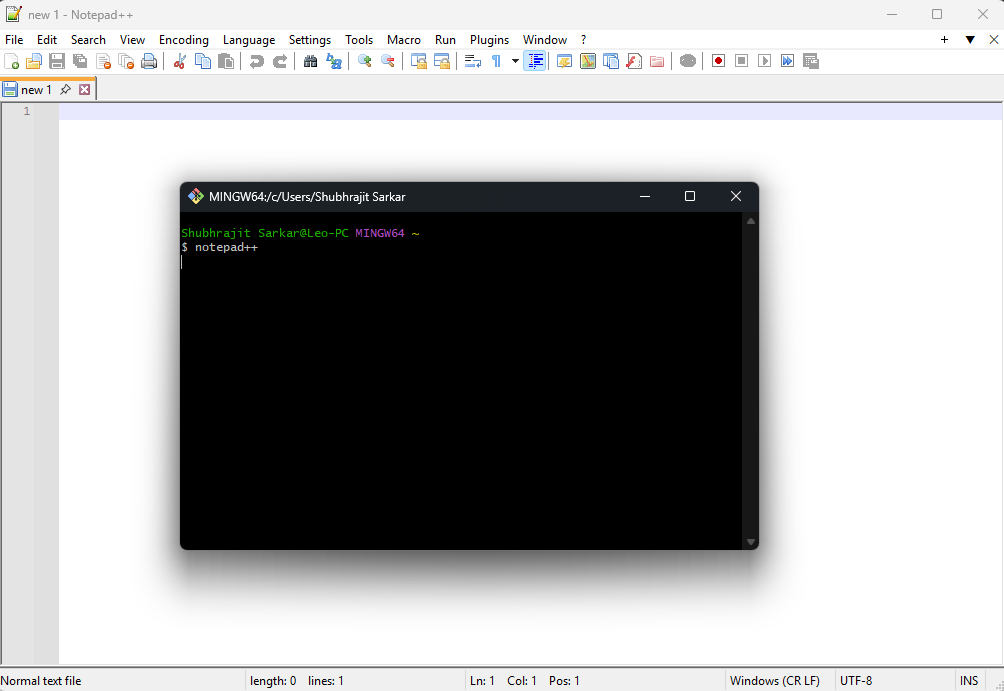 new 1 - Notepad++
File Edit Search View Encoding Language Settings Tools Macro Run Plugins Window ?
new 1
1
MINGW64:/c/Users/Shubhrajit Sarkar
Shubhrajit Sarkar@Leo-PC MINGW64 ~
$ notepad++
Normal text file length: 0 lines: 1 Ln: 1 Col: 1 Pos: 1 Windows (CR LF) UTF-8 INS